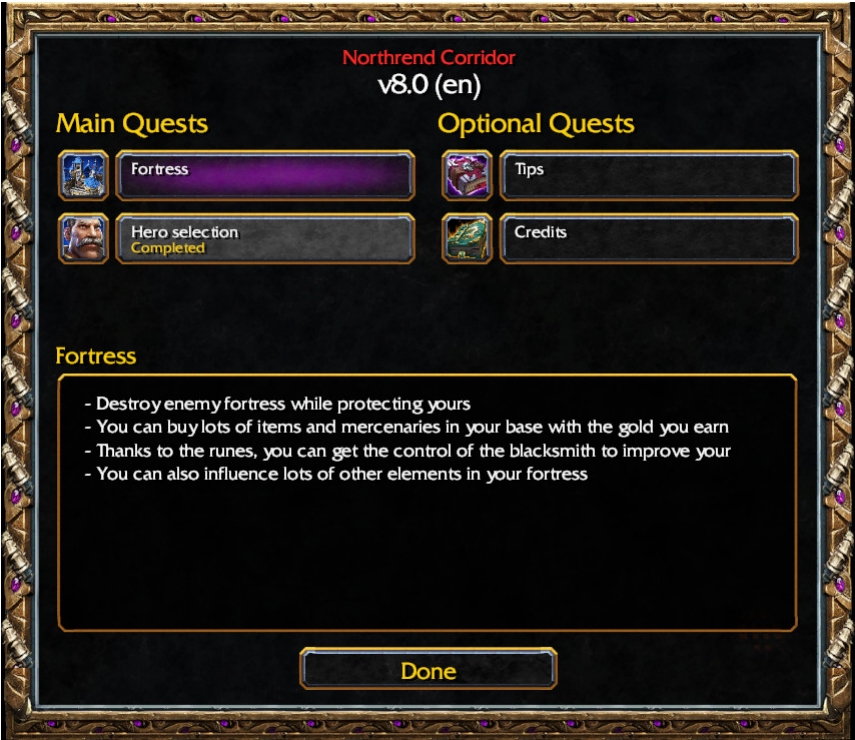 Northrend Corridor
v8.0 (en)
Main Quests
Optional Quests
Fortress
Tips
Hero selection
Completed
Credits
Fortress
- Destroy enemy fortress while protecting yours
- You can buy lots of items and mercenaries in your base with the gold you earn
- Thanks to the runes, you can get the control of the blacksmith to improve your
- You can also influence lots of other elements in your fortress
Done